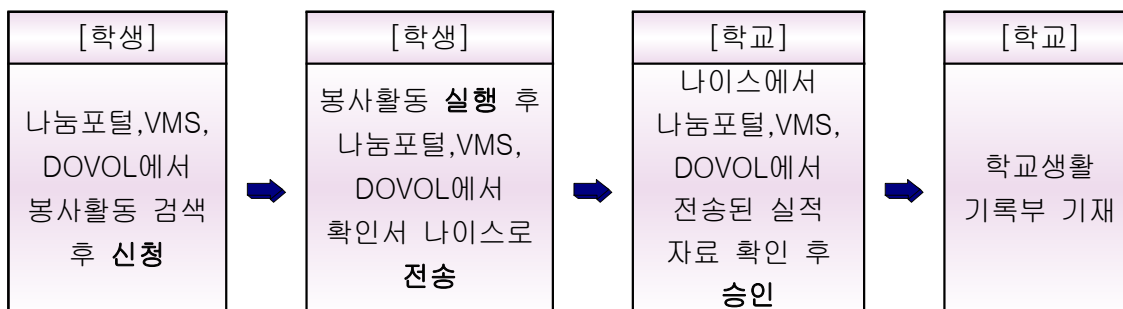 [학생]
나눔포털,VMS,
DOVOL에서
봉사활동 검색
후 신청
[학생]
봉사활동 실행 후
나눔포털,VMS,
DOVOL에서
확인서 나이스로
전송
[학교]
나이스에서
나눔포털,VMS,
DOVOL에서
전송된 실적
자료 확인 후
승인
[학교]
학교생활
기록부 기재